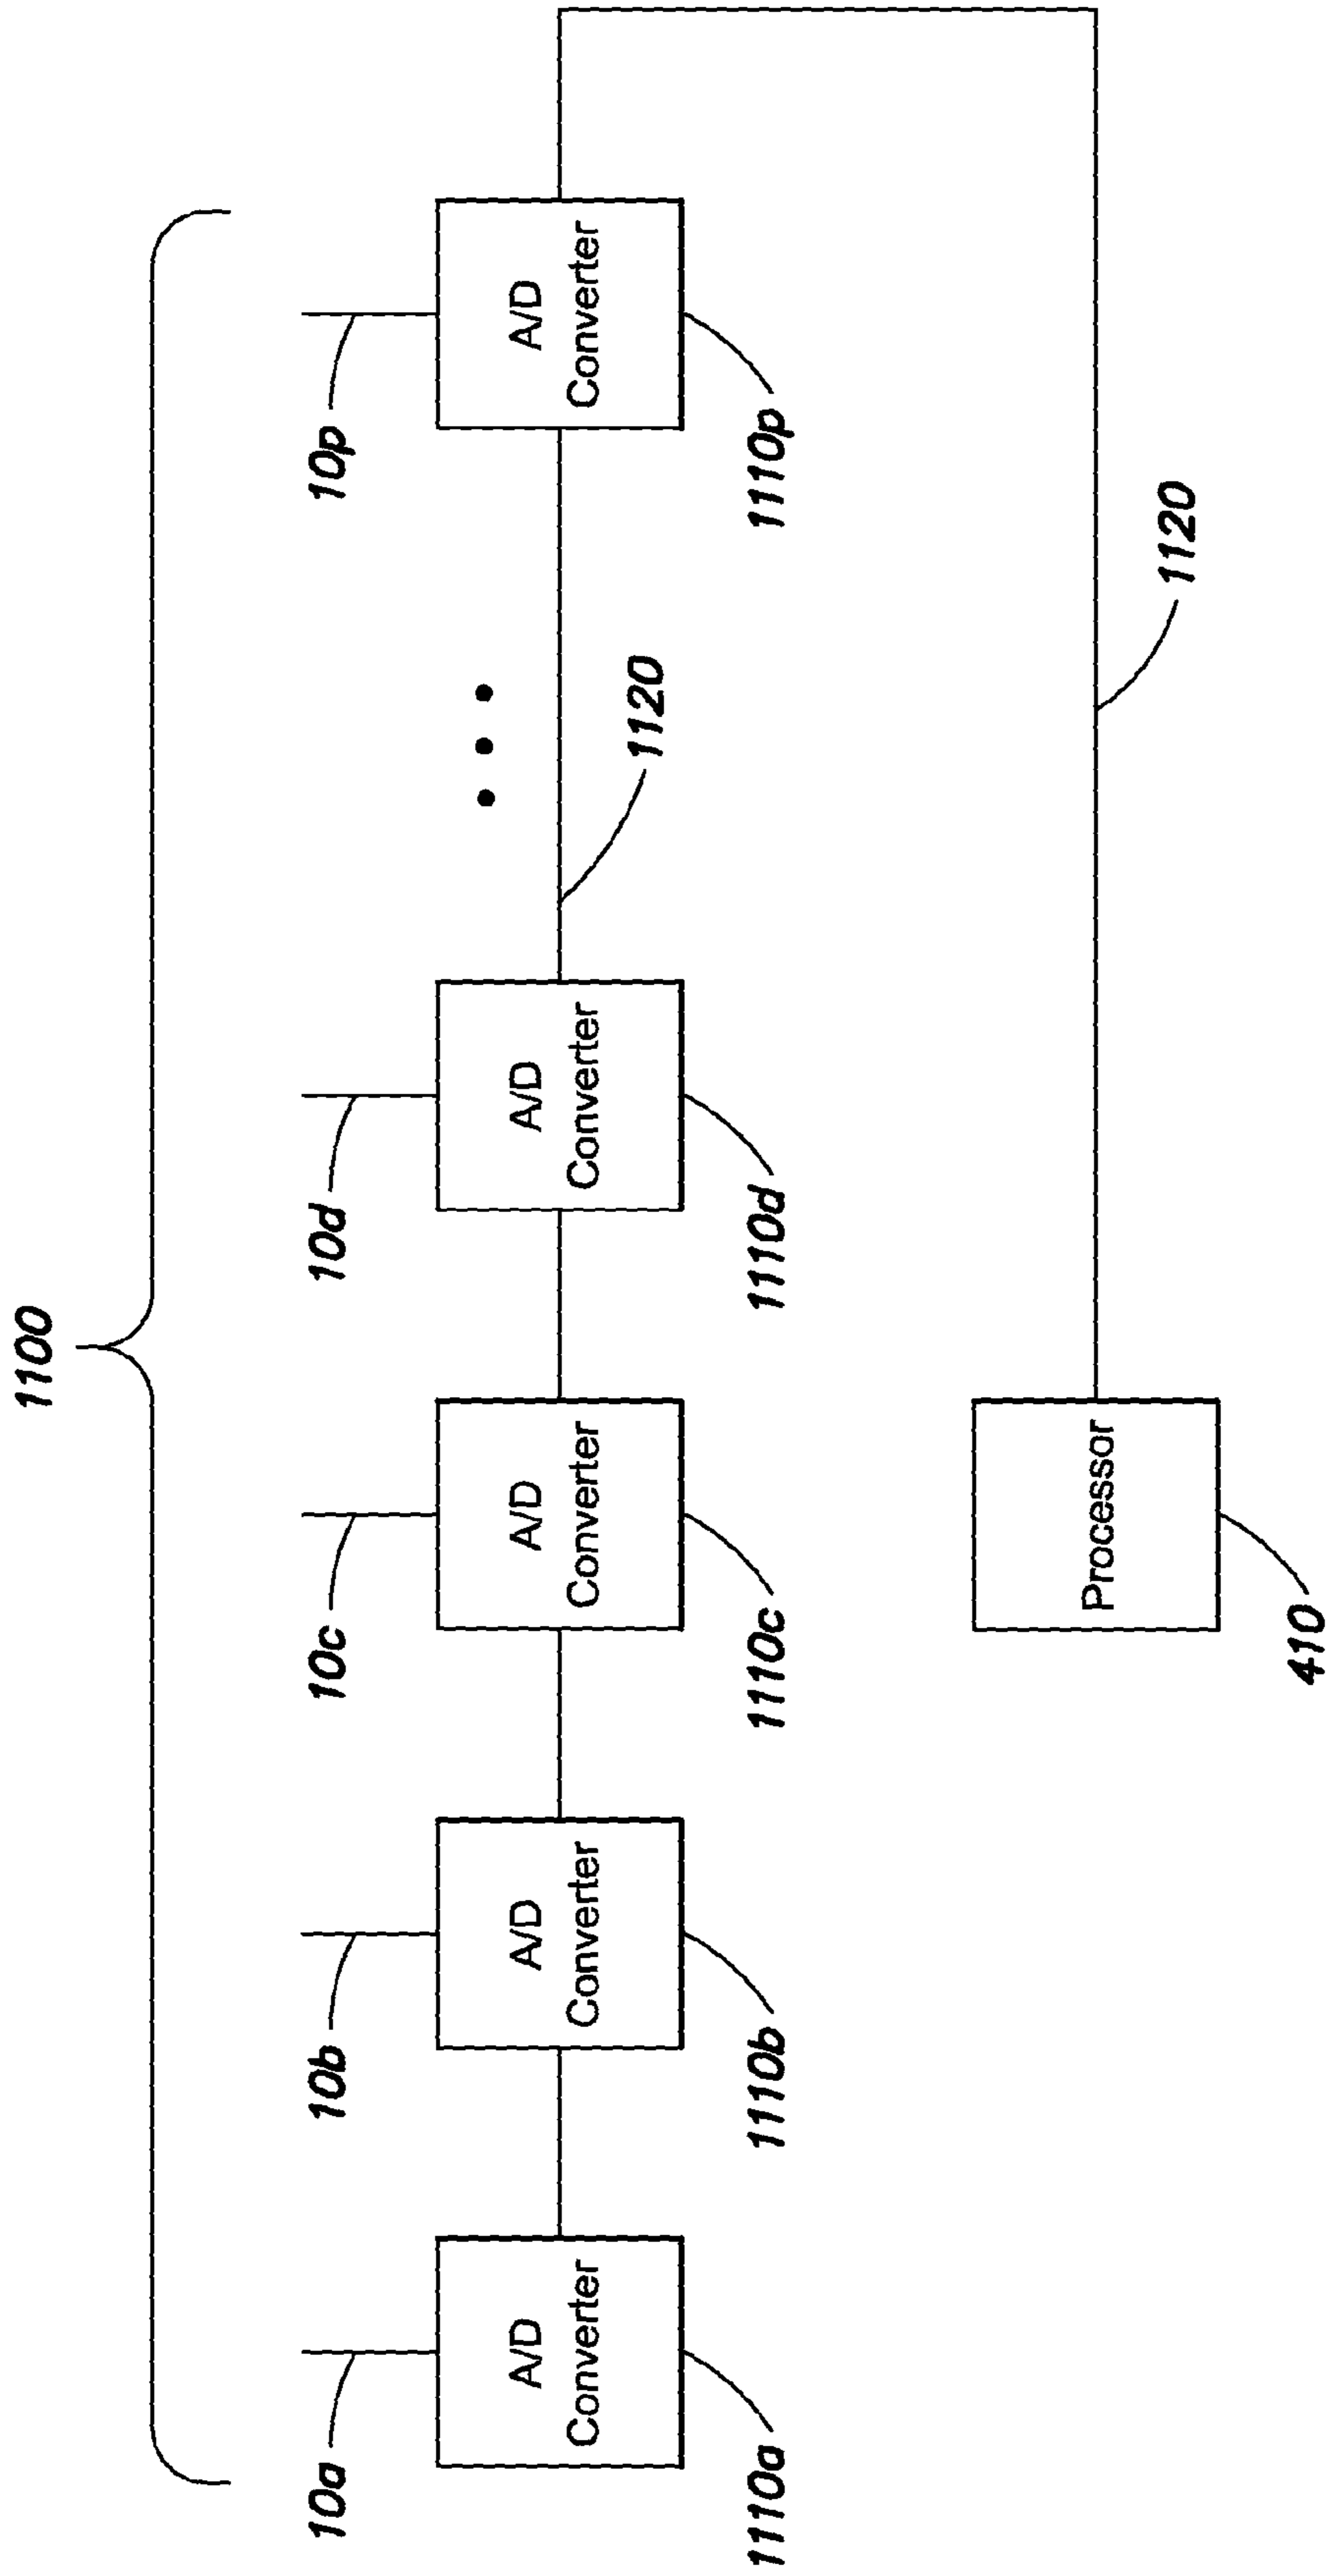 1100
10a
10b
10c
10d
10p
A/D
Converter
A/D
Converter
A/D
Converter
A/D
Converter
A/D
Converter
1110a
1110b
1110c
1110d
1120
1110p
Processor
410
1120